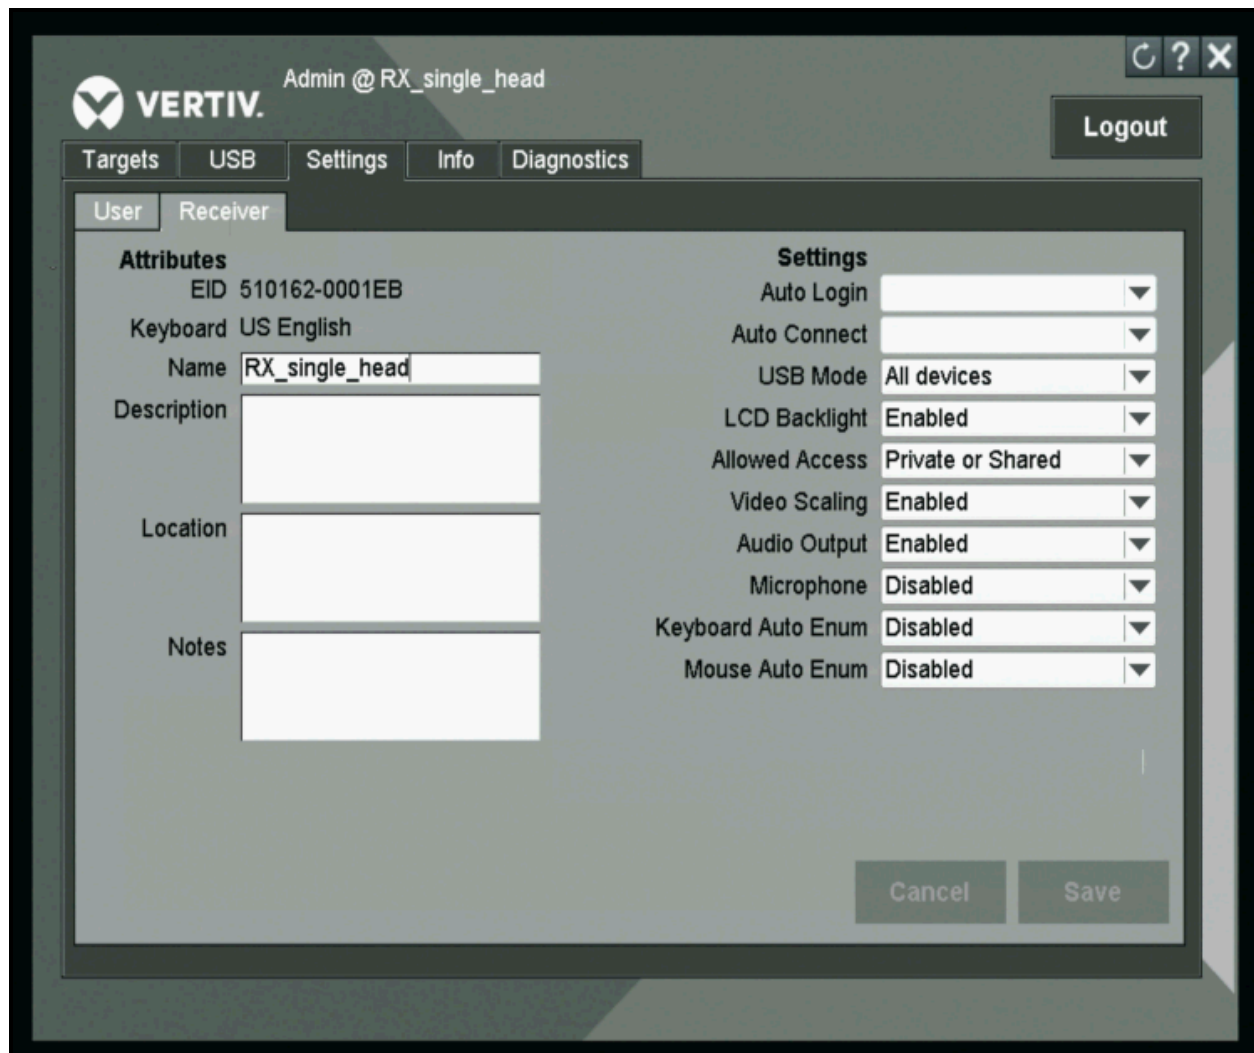 Admin @ RX_single_head
VERTIV.
Logout
Targets USB Settings Info Diagnostics
User Receiver
Attributes
EID 510162-0001EB
Keyboard US English
Name RX_single_head
Description
Location
Notes
Settings
Auto Login
Auto Connect
USB Mode All devices
LCD Backlight Enabled
Allowed Access Private or Shared
Video Scaling Enabled
Audio Output Enabled
Microphone Disabled
Keyboard Auto Enum Disabled
Mouse Auto Enum Disabled
Cancel Save